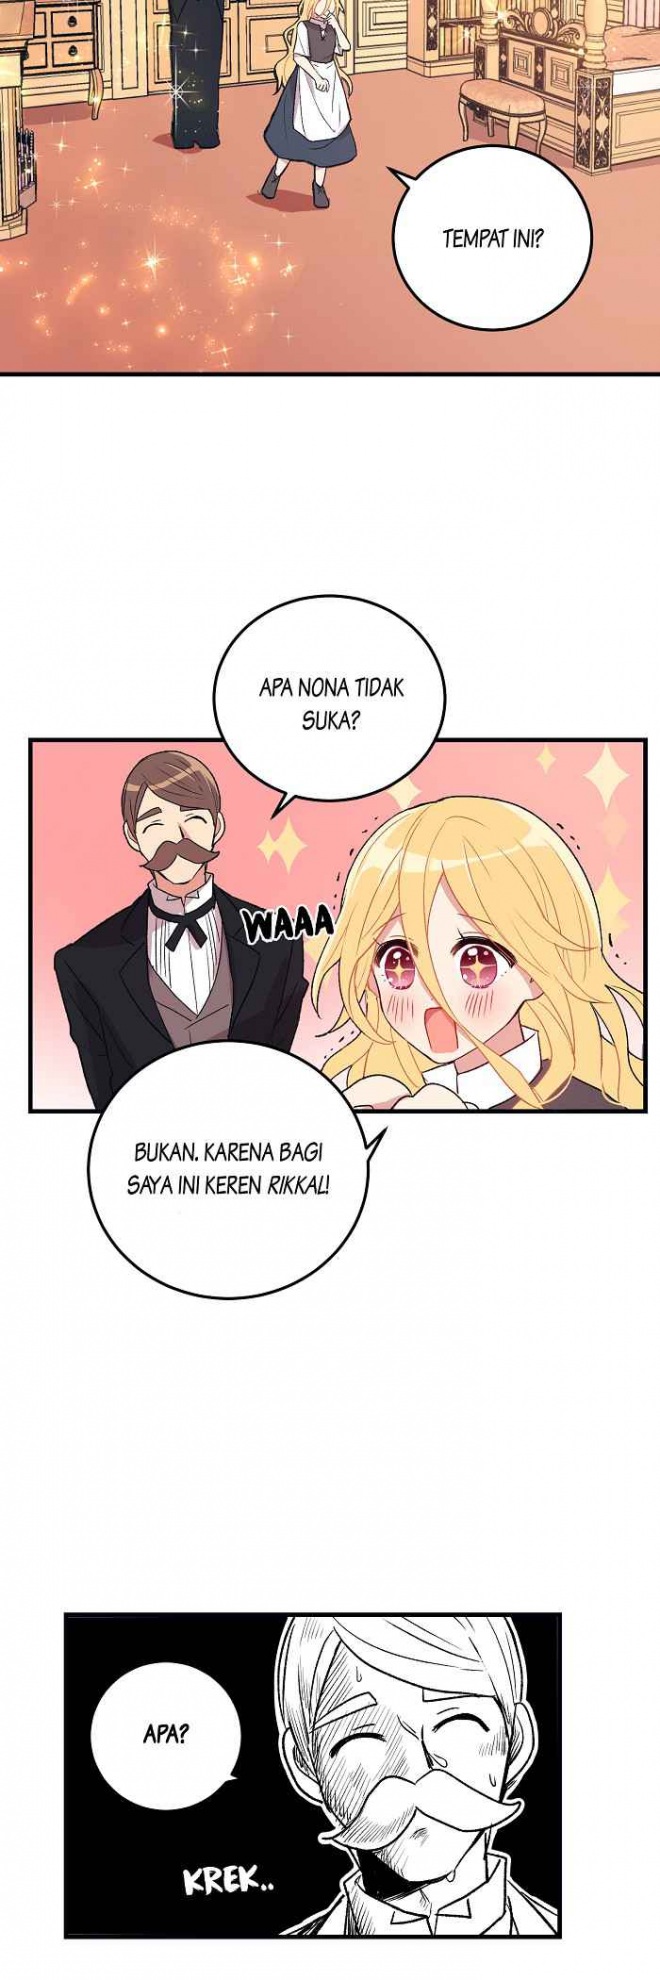 TEMPAT INI?
APA NONA TIDAK
SUKA?
WAAA
BUKAN. KARENA BAGI
SAYA INI KEREN RIKKAL!
APA?
KREK..